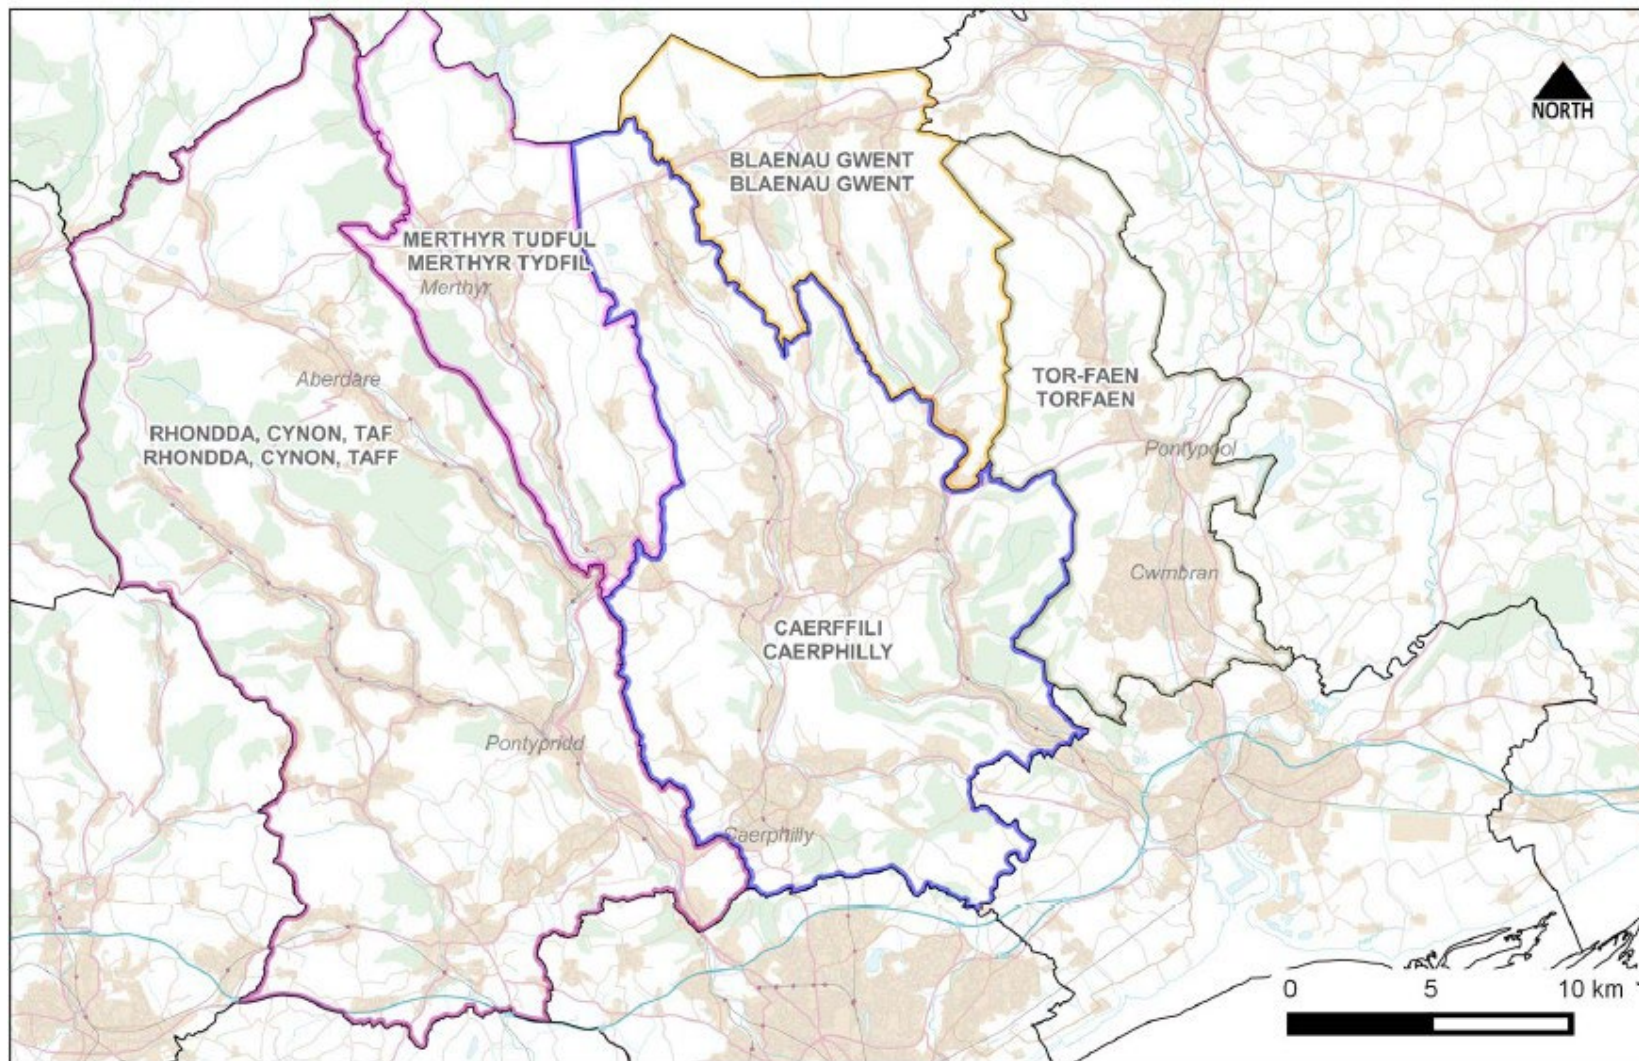 NORTH
BLAENAU GWENT
BLAENAU GWENT
MERTHYR TUDFUL
MERTHYR TYDFIL
Merthyr
Aberdare
TOR-FAEN
TORFAEN
RHONDDA, CYNON, TAF
RHONDDA, CYNON, TAFF
Pontypool
Cwmbran
CAERFFILI
CAERPHILLY
Pontypridd
Caerphilly
0 5 10 km